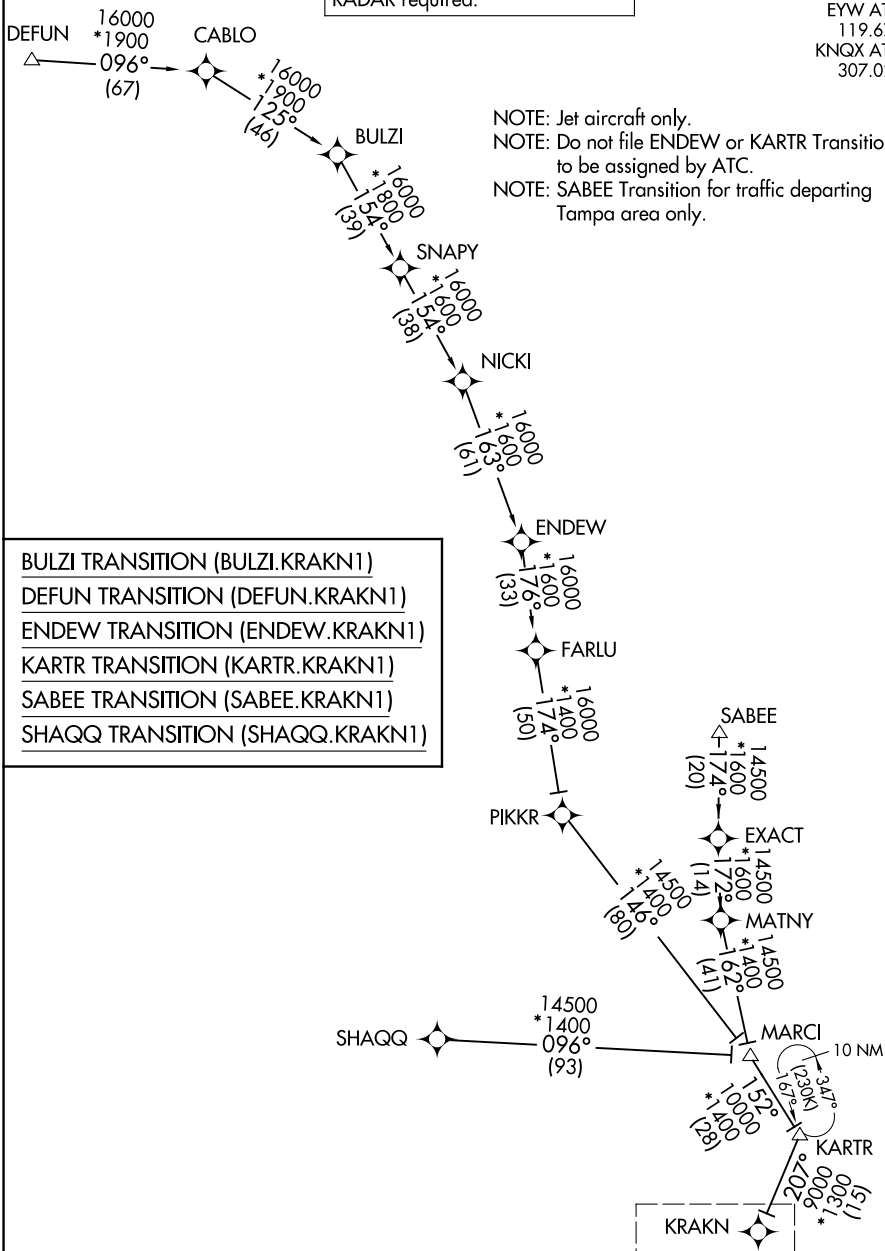 RADAR required.
EYW AT
119.6
KNQX AT
307.0
DEFUN
16000
*1900
096°
(67)
CABLO
16000
*1900
125°
(46)
BULZI
NOTE: Jet aircraft only.
NOTE: Do not file ENDEW or KARTR Transitio
to be assigned by ATC.
NOTE: SABEE Transition for traffic departing
Tampa area only.
16000
*1800
154°
(39)
SNAPY
16000
*1600
154°
(38)
NICKI
16000
*1600
163°
(61)
ENDEW
16000
*1600
176°
(33)
FARLU
BULZI TRANSITION (BULZI.KRAKN1)
DEFUN TRANSITION (DEFUN.KRAKN1)
ENDEW TRANSITION (ENDEW.KRAKN1)
KARTR TRANSITION (KARTR.KRAKN1)
SABEE TRANSITION (SABEE.KRAKN1)
SHAQQ TRANSITION (SHAQQ.KRAKN1)
16000
*1400
174°
(50)
PIKKR
SABEE
14500
*1600
174°
(20)
EXACT
14500
*1600
172°
(14)
MATNY
14500
*1400
146°
(80)
14500
*1400
162°
(41)
SHAQQ
14500
*1400
096°
(93)
MARCI
10 NM
347°
(230K)
167°
152°
10000
*1400
(28)
KARTR
207°
9000
*1300
(15)
KRAKN